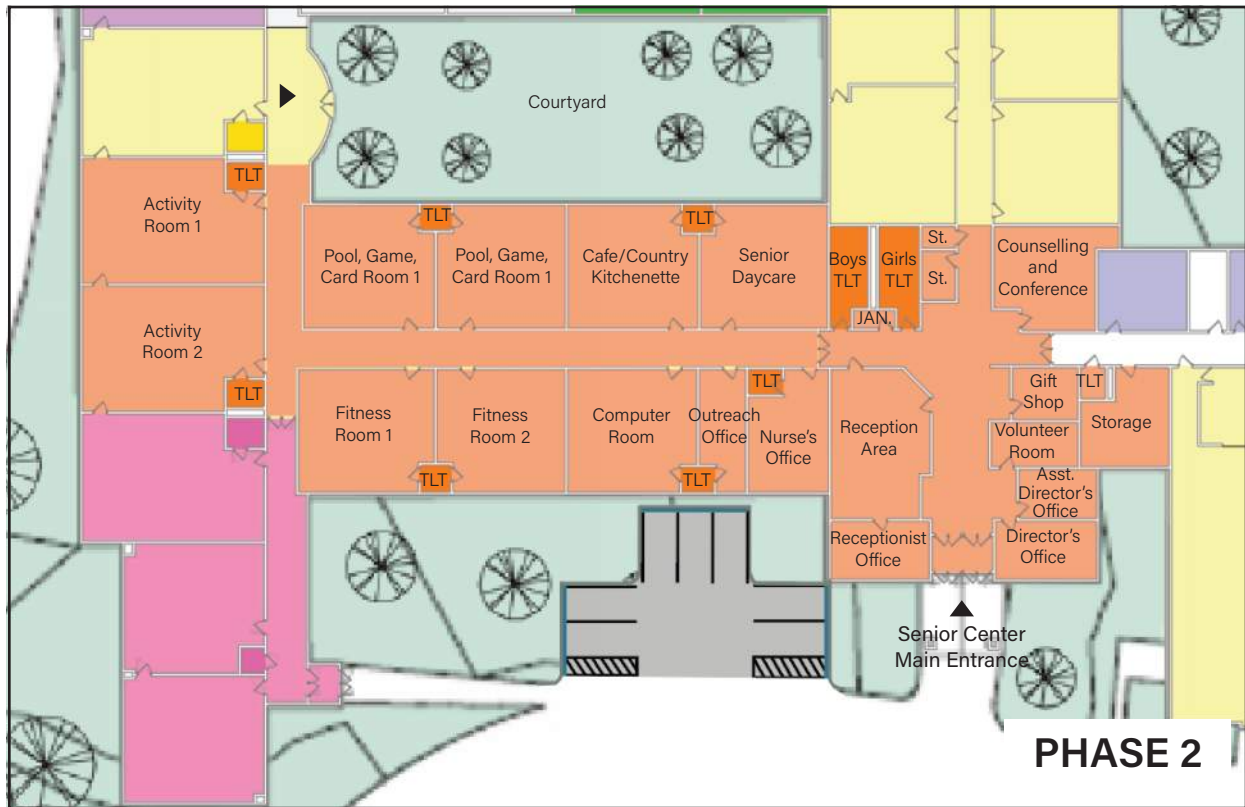 Courtyard
TLT
Activity
Room 1
TLT
TLT
Pool, Game,
Card Room 1
Pool, Game,
Card Room 1
Cafe/Country
Kitchenette
Senior
Daycare
Boys
TLT
Girls
TLT
St.
St.
Counselling
and
Conference
JAN.
Activity
Room 2
TLT
TLT
TLT
Fitness
Room 1
Fitness
Room 2
Computer
Room
Outreach
Office
Nurse's
Office
Reception
Area
Gift
Shop
Storage
Volunteer
Room
TLT
TLT
Asst.
Director's
Office
Receptionist
Office
Director's
Office
Senior Center
Main Entrance
PHASE 2